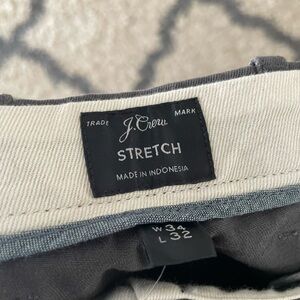 TRADE MARK
J.Crew
STRETCH
MADE IN INDONESIA
W 34
L 32